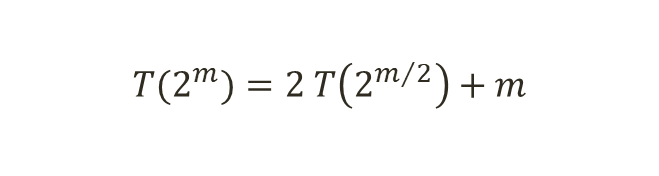 T(2^m) = 2 T(2^{m/2}) + m